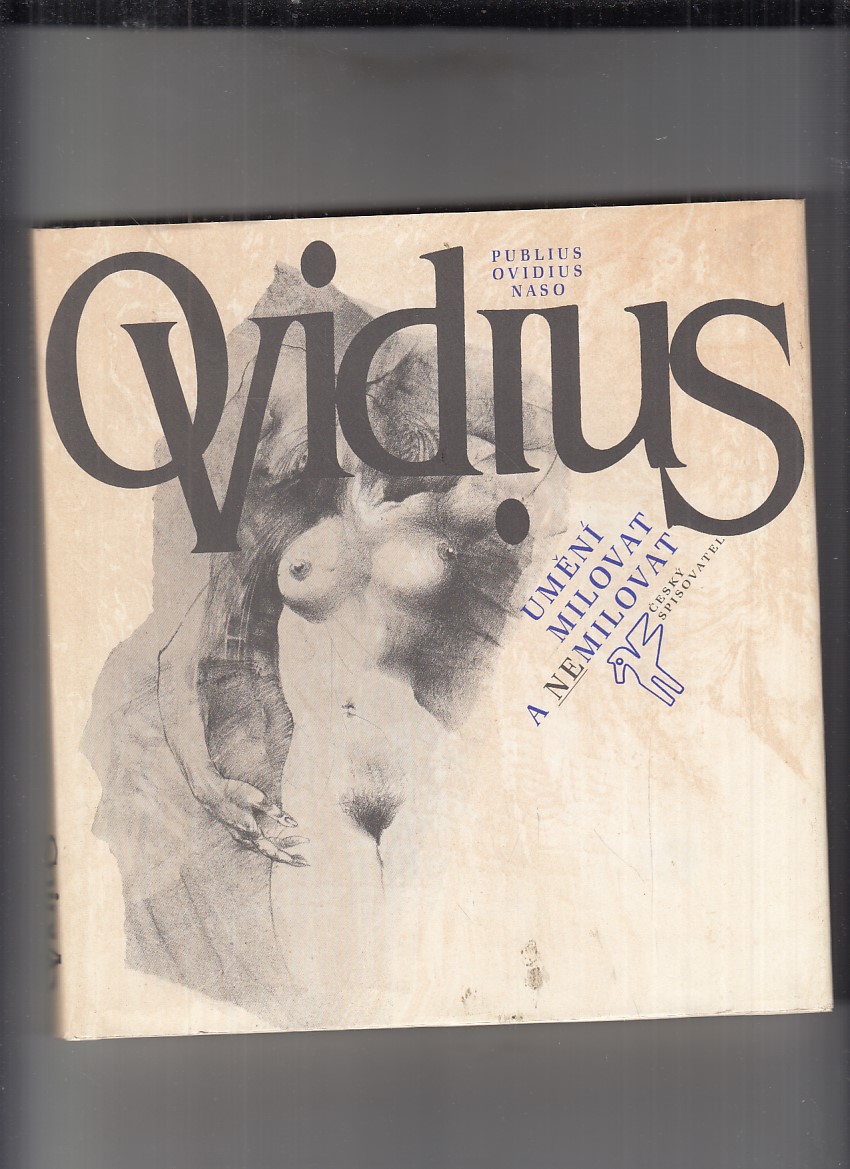 Ovidius
PUBLIUS
OVIDIUS
NASO
UMĚNÍ
MILOVAT
A NEMILOVAT
ČESKÝ
SPISOVATEL